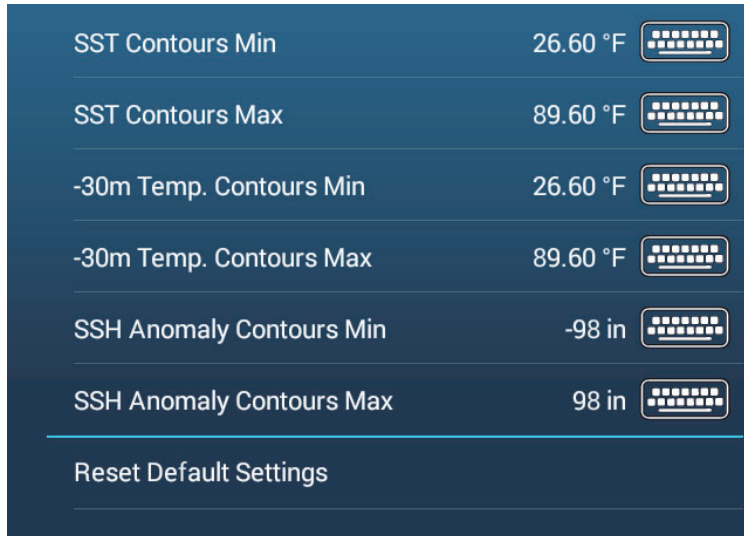 SST Contours Min 26.60 °F
SST Contours Max 89.60 °F
-30m Temp. Contours Min 26.60 °F
-30m Temp. Contours Max 89.60 °F
SSH Anomaly Contours Min -98 in
SSH Anomaly Contours Max 98 in
Reset Default Settings